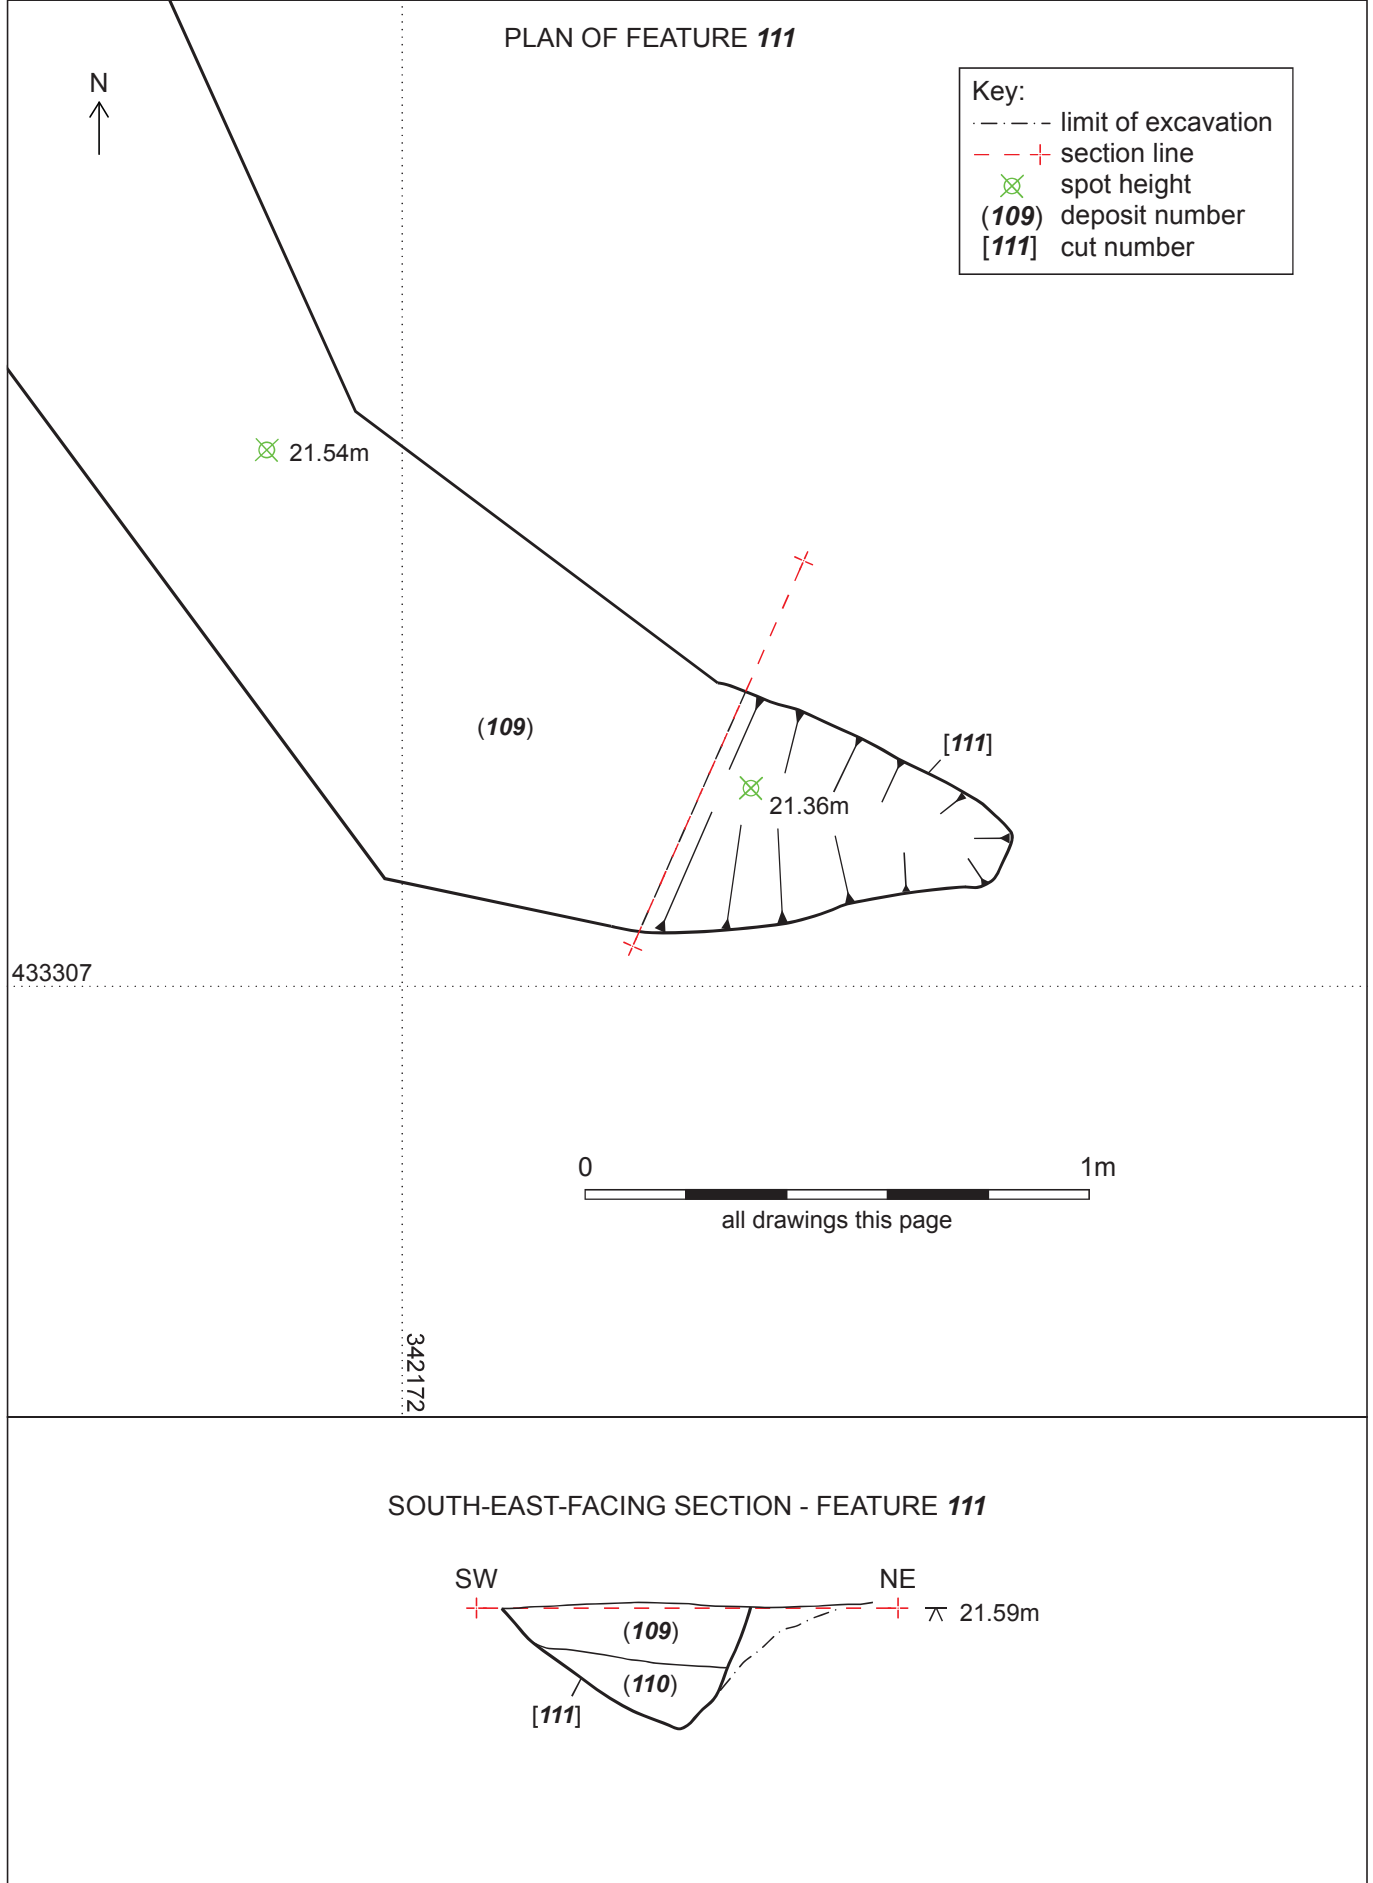 PLAN OF FEATURE 111
N
Key:
limit of excavation
section line
spot height
(109) deposit number
[111] cut number
21.54m
(109)
[111]
21.36m
433307
0 1m
all drawings this page
342172
SOUTH-EAST-FACING SECTION - FEATURE 111
SW NE
21.59m
(109)
(110)
[111]